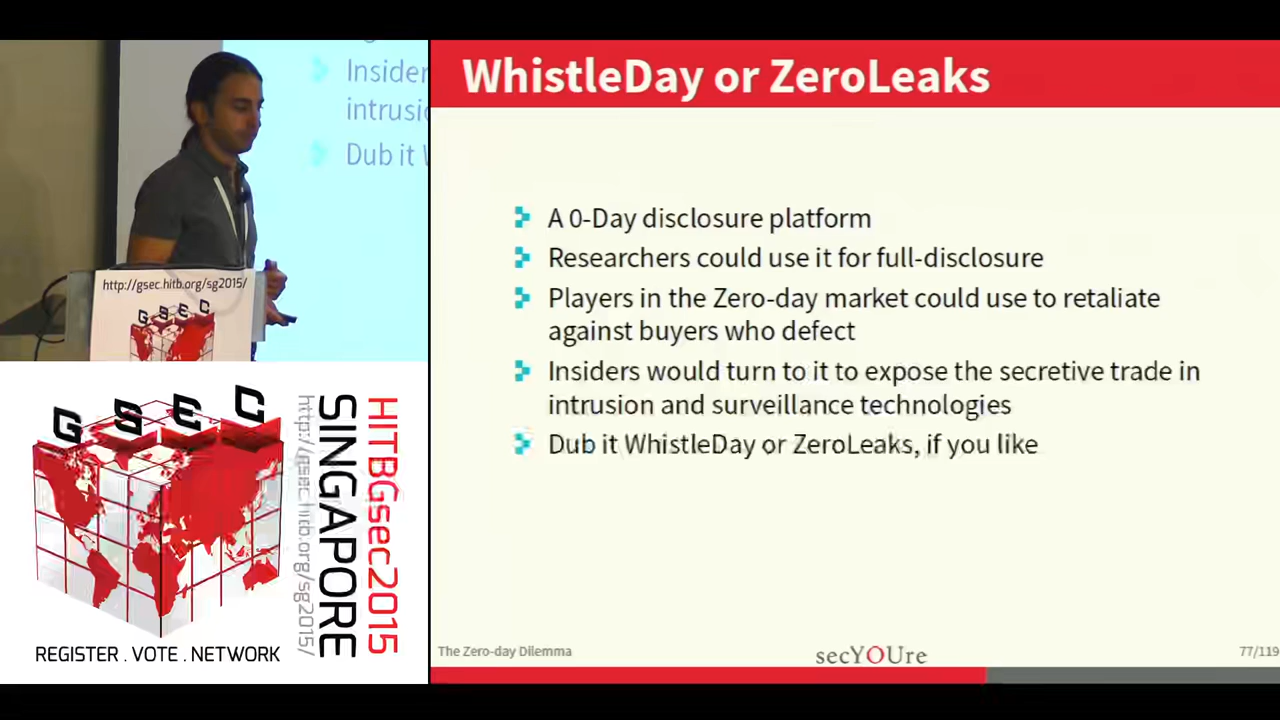 Insider
intrusi
Dub it W
http://gsec.hitb.org/sg2015/
GSEC
GSEC
REGISTER . VOTE . NETWORK
http://gsec.hitb.org/sg2015/
SINGAPORE
HITBGsec2015
WhistleDay or ZeroLeaks
A 0-Day disclosure platform
Researchers could use it for full-disclosure
Players in the Zero-day market could use to retaliate
against buyers who defect
Insiders would turn to it to expose the secretive trade in
intrusion and surveillance technologies
Dub it WhistleDay or ZeroLeaks, if you like
The Zero-day Dilemma
secYOUre
77/119